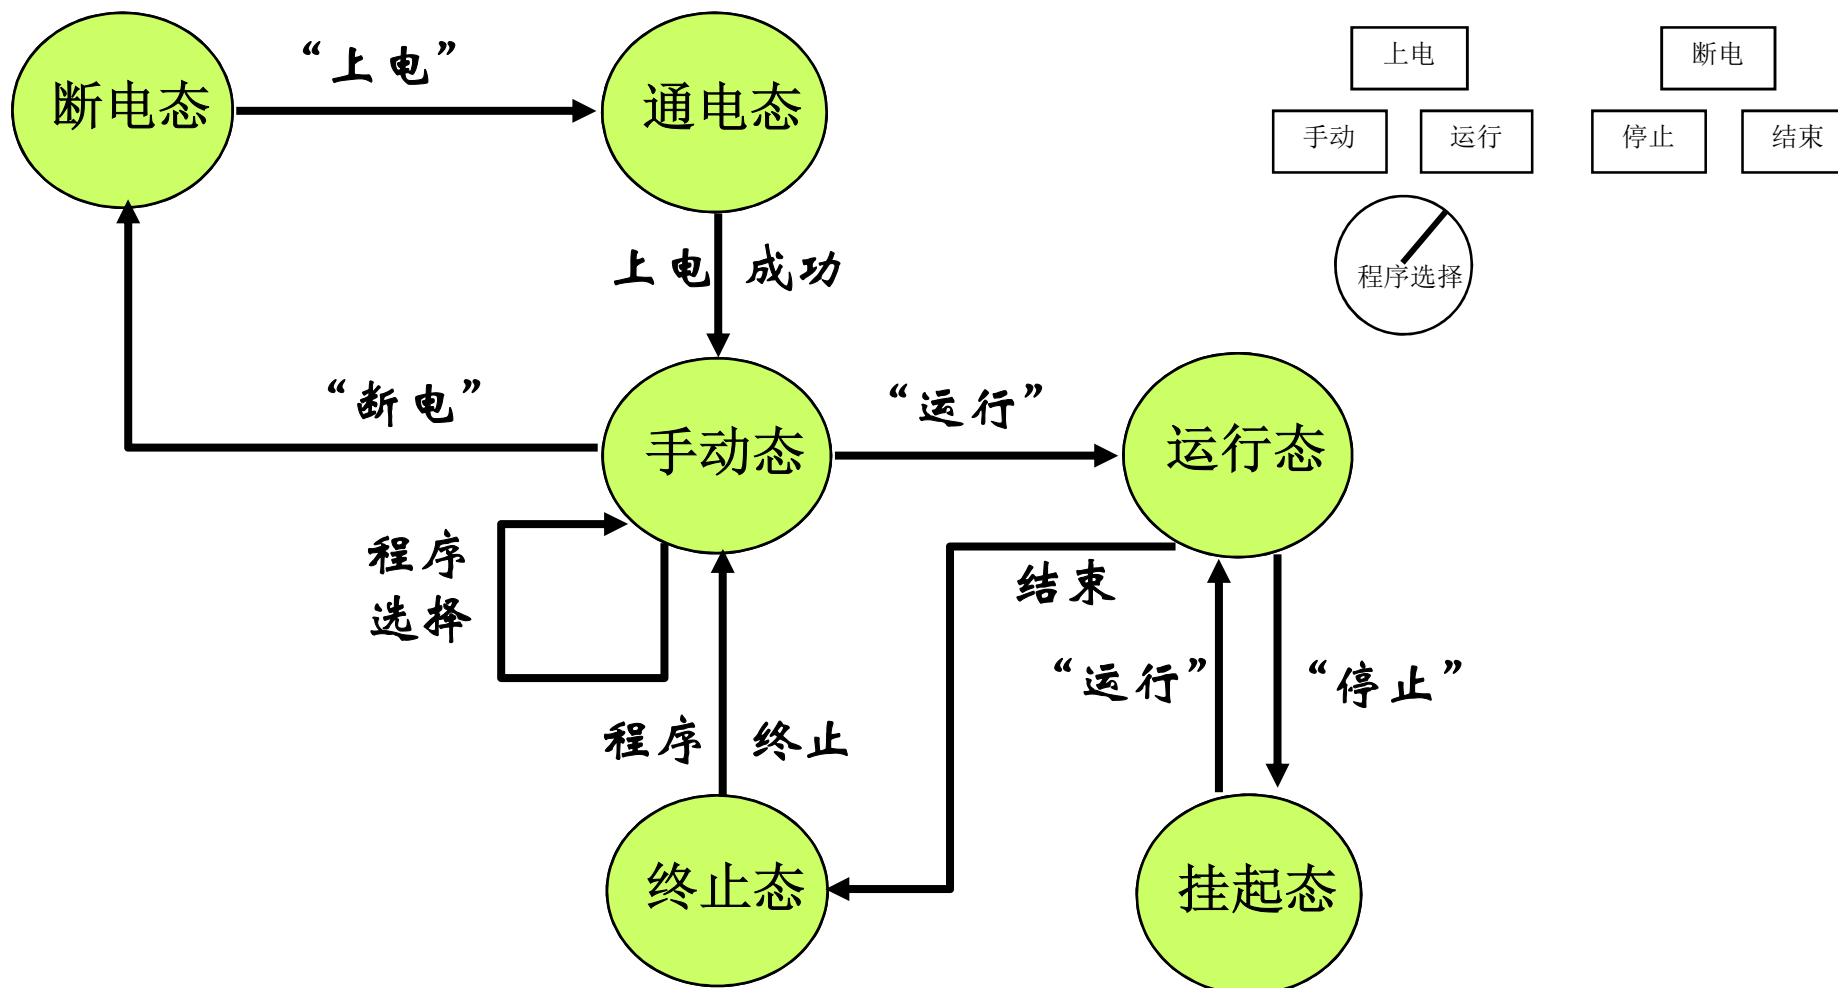 断电态
“上电”
通电态
上电
断电
手动
运行
停止
结束
程序选择
上电 成功
“断电”
手动态
“运行”
运行态
程序
选择
结束
“运行”
“停止”
程序 终止
终止态
挂起态